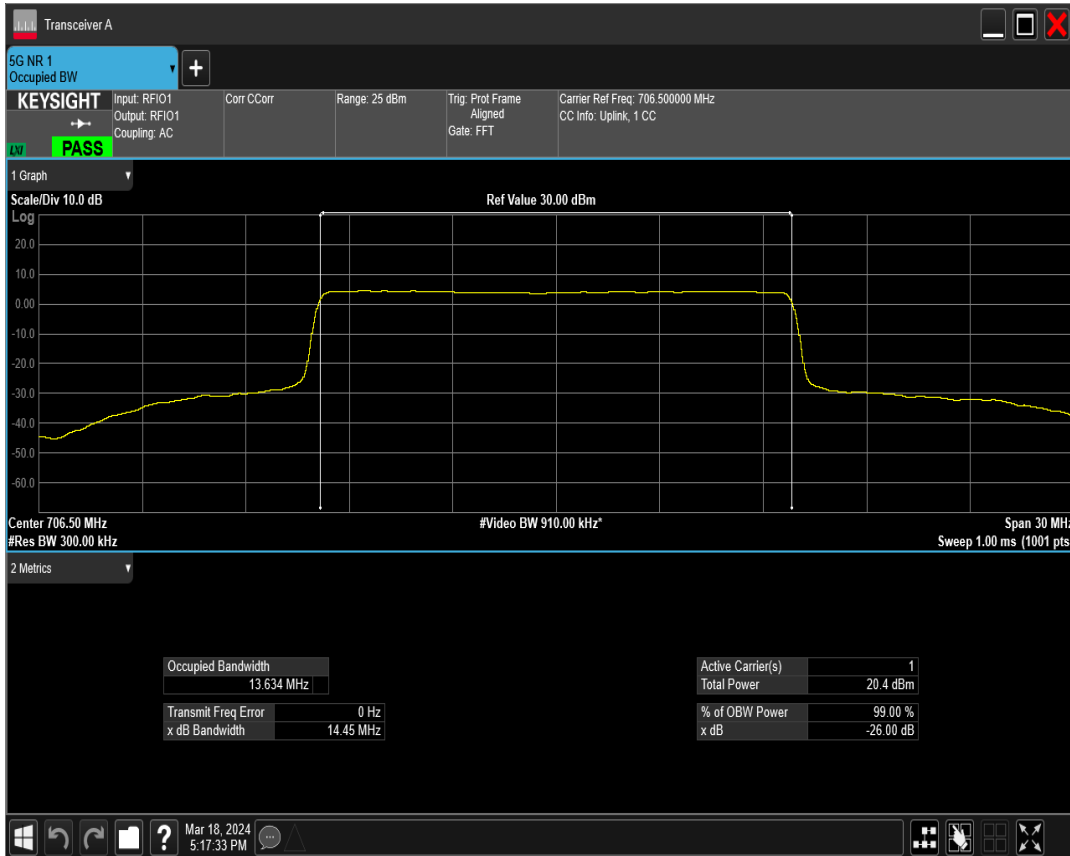 Transceiver A
5G NR 1
Occupied BW
KEYSIGHT
LXI
PASS
Input: RFIO1
Output: RFIO1
Coupling: AC
Corr CCorr
Range: 25 dBm
Trig: Prot Frame
Aligned
Gate: FFT
Carrier Ref Freq: 706.500000 MHz
CC Info: Uplink, 1 CC
1 Graph
Scale/Div 10.0 dB
Ref Value 30.00 dBm
Log
20.0
10.0
0.00
-10.0
-20.0
-30.0
-40.0
-50.0
-60.0
Center 706.50 MHz
#Video BW 910.00 kHz*
Span 30 MHz
#Res BW 300.00 kHz
Sweep 1.00 ms (1001 pts
2 Metrics
Occupied Bandwidth
13.634 MHz
Transmit Freq Error 0 Hz
x dB Bandwidth 14.45 MHz
Active Carrier(s) 1
Total Power 20.4 dBm
% of OBW Power 99.00 %
x dB -26.00 dB
?
Mar 18, 2024
5:17:33 PM